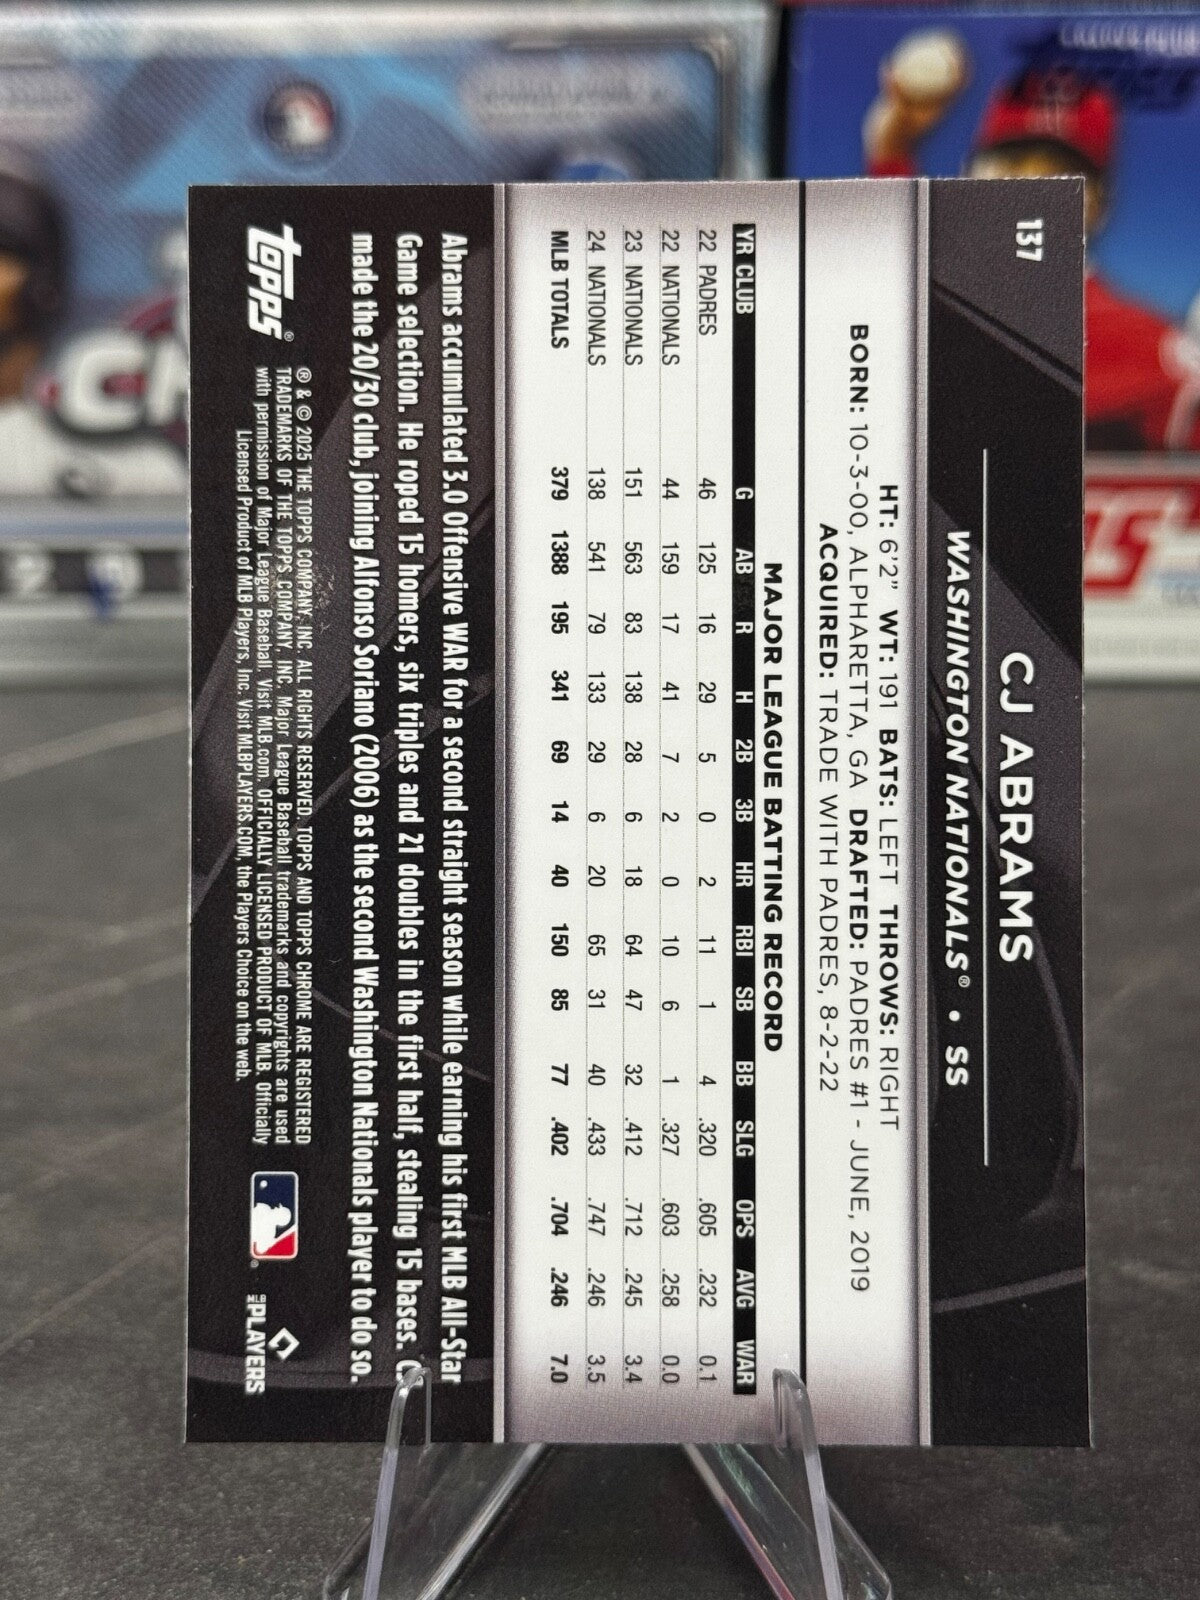 137
CJ ABRAMS
WASHINGTON NATIONALS® • SS
HT: 6'2" WT: 191 BATS: LEFT THROWS: RIGHT
BORN: 10-3-00, ALPHARETTA, GA DRAFTED: PADRES #1 - JUNE, 2019
ACQUIRED: TRADE WITH PADRES, 8-2-22
MAJOR LEAGUE BATTING RECORD
YR CLUB G AB R H 2B 3B HR RBI SB BB SLG OPS AVG WAR
22 PADRES 46 125 16 29 5 0 2 11 1 4 .320 .605 .232 0.1
22 NATIONALS 44 159 17 41 7 2 0 10 6 1 .327 .603 .258 0.0
23 NATIONALS 151 563 83 138 28 6 18 64 47 32 .412 .712 .245 3.4
24 NATIONALS 138 541 79 133 29 6 20 65 31 40 .433 .747 .246 3.5
MLB TOTALS 379 1388 195 341 69 14 40 150 85 77 .402 .704 .246 7.0
Abrams accumulated 3.0 Offensive WAR for a second straight season while earning his first MLB All-Star
Game selection. He roped 15 homers, six triples and 21 doubles in the first half, stealing 15 bases.
made the 20/30 club, joining Alfonso Soriano (2006) as the second Washington Nationals player to do so.
Topps®
® & © 2025 THE TOPPS COMPANY, INC. ALL RIGHTS RESERVED. TOPPS AND TOPPS CHROME ARE REGISTERED
TRADEMARKS OF THE TOPPS COMPANY, INC. Major League Baseball trademarks and copyrights are used
with permission of Major League Baseball. Visit MLB.com. OFFICIALLY LICENSED PRODUCT OF MLB. Officially
Licensed Product of MLB Players, Inc. Visit MLBPLAYERS.COM, the Players Choice on the web.
MLB PLAYERS